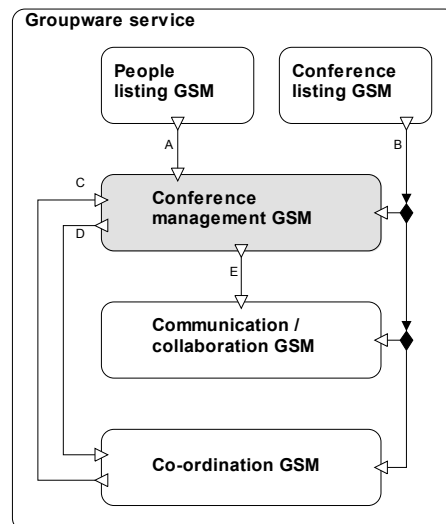 Groupware service
People
listing GSM
Conference
listing GSM
A
B
C
Conference
management GSM
D
E
Communication /
collaboration GSM
Co-ordination GSM